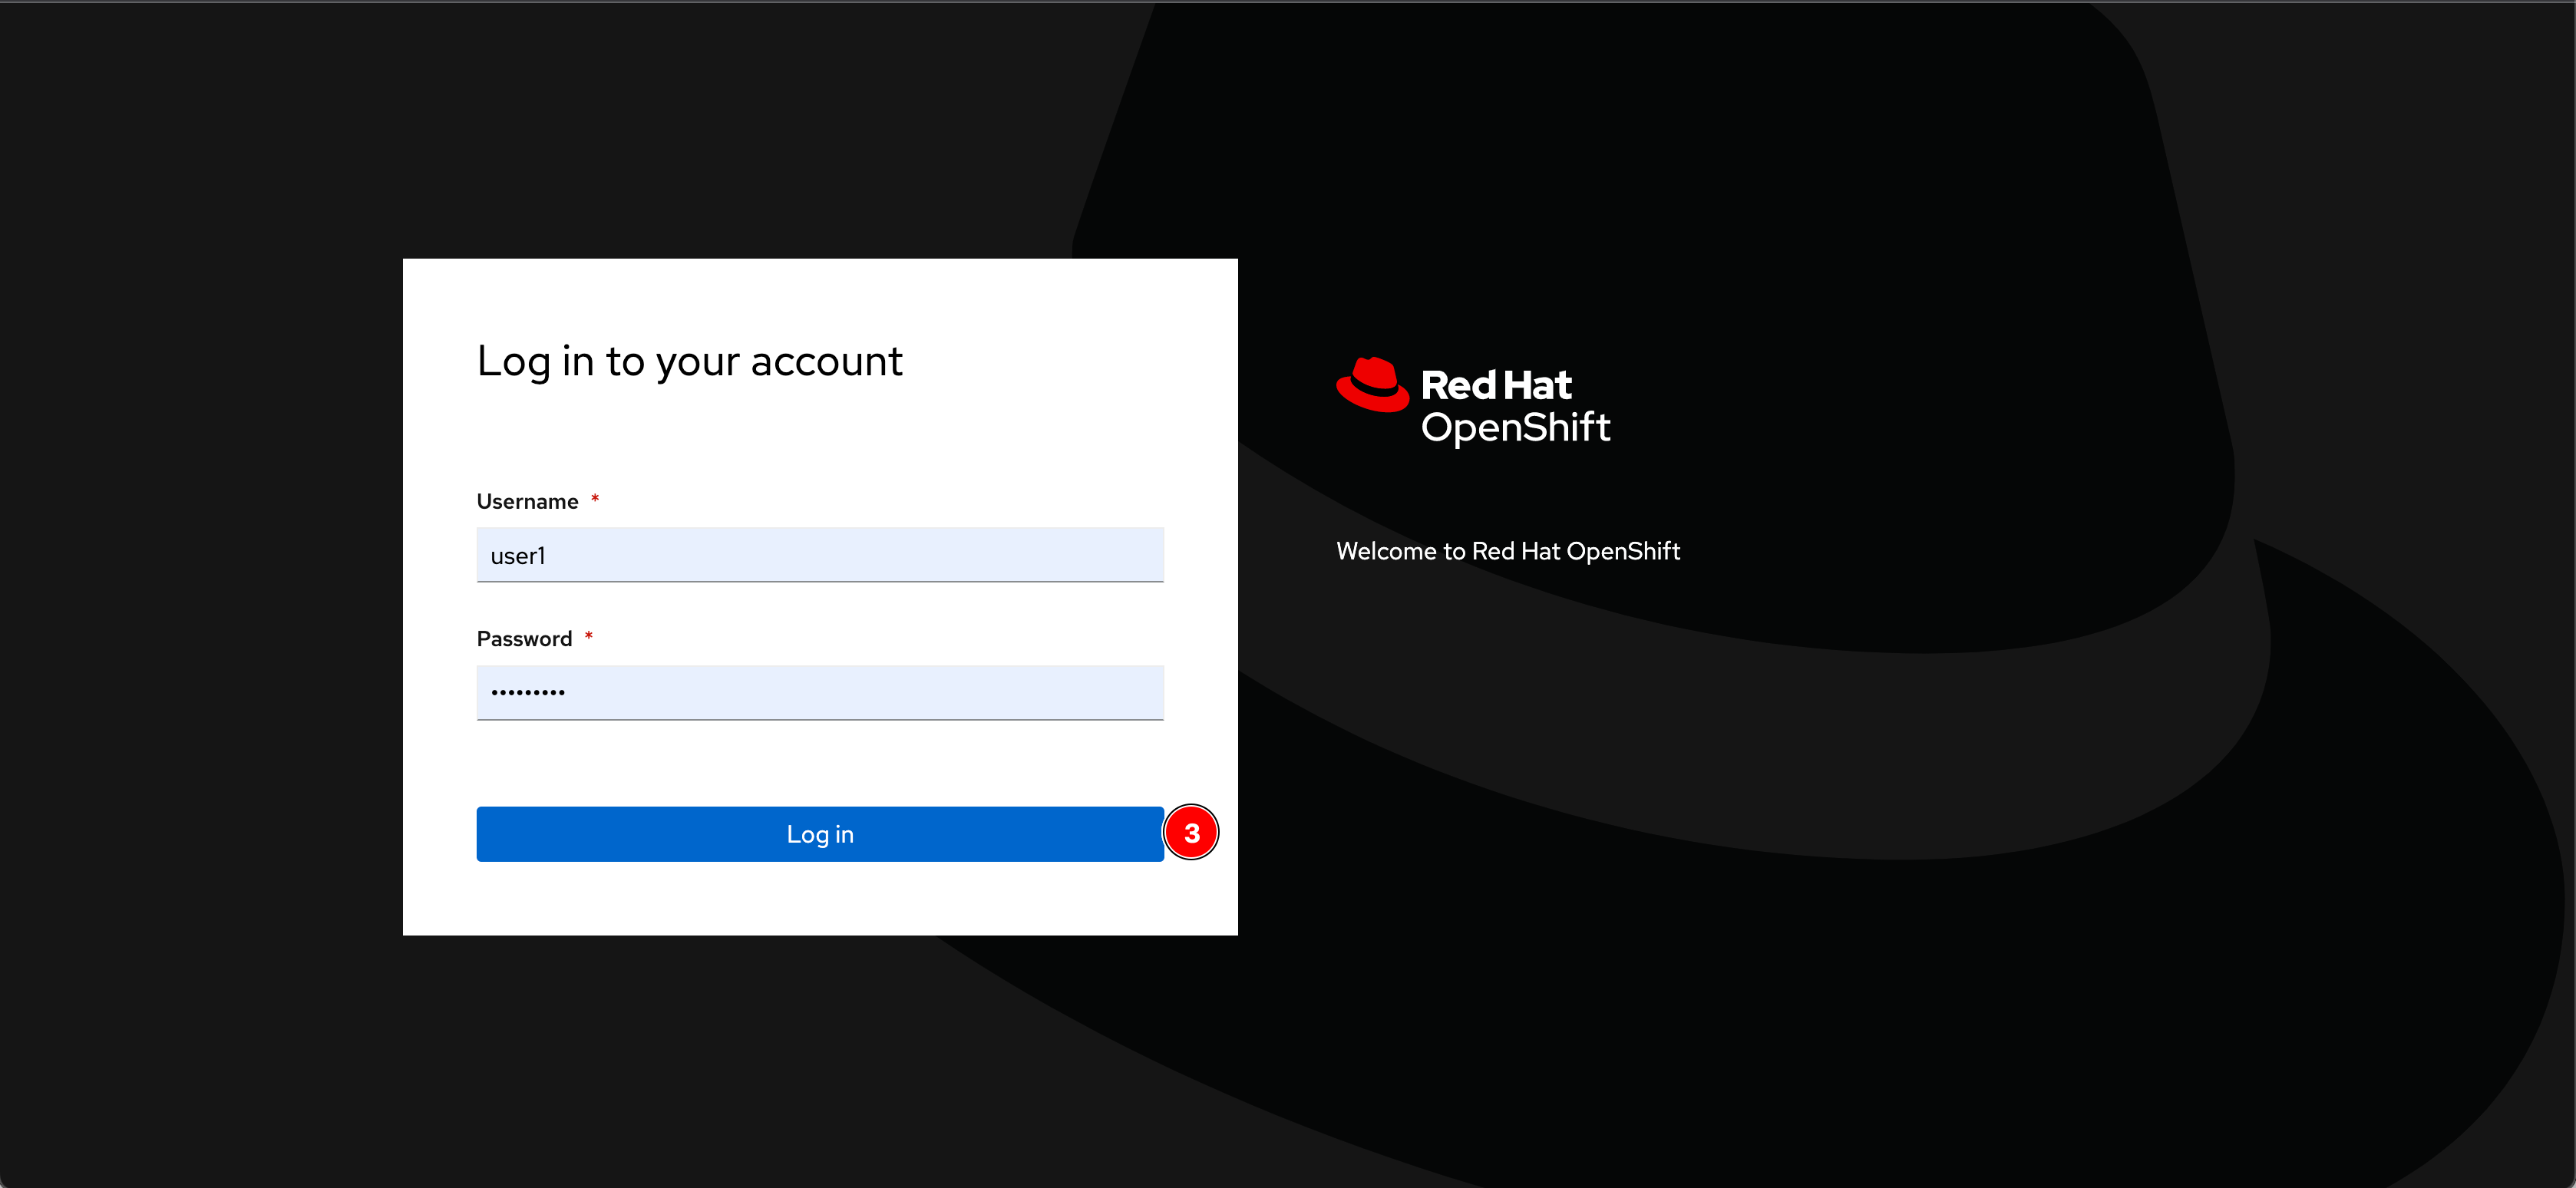 Log in to your account
Username *
user1
Password *
•••••••••
Log in
3
Red Hat
OpenShift
Welcome to Red Hat OpenShift